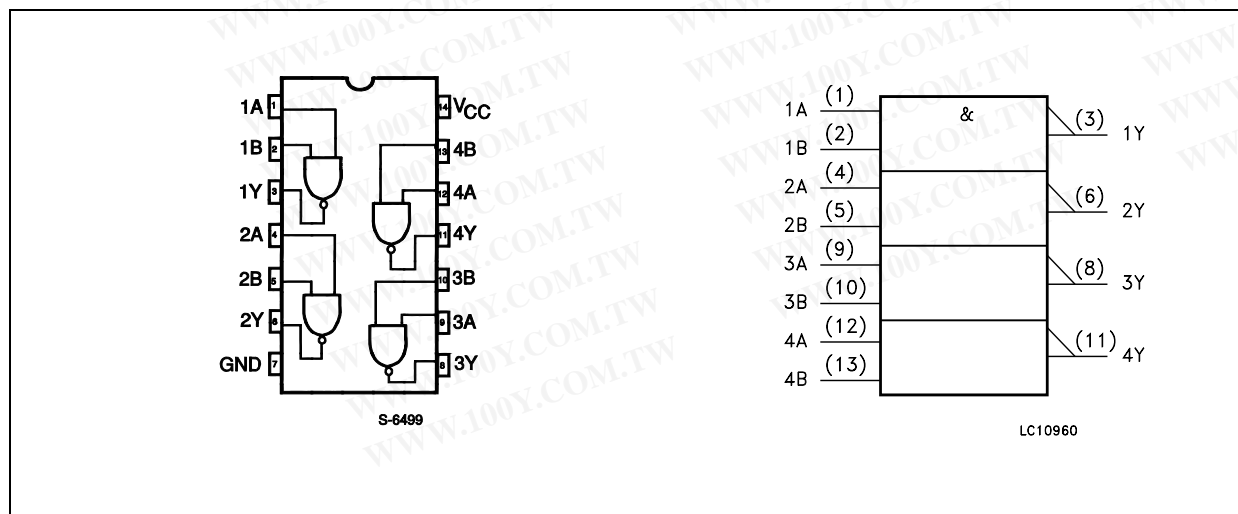 1A 1
1B 2
1Y 3
2A 4
2B 5
2Y 6
GND 7
14 VCC
13 4B
12 4A
11 4Y
10 3B
9 3A
8 3Y
S-6499
&
1A (1)
1B (2)
2A (4)
2B (5)
3A (9)
3B (10)
4A (12)
4B (13)
(3) 1Y
(6) 2Y
(8) 3Y
(11) 4Y
LC10960
WWW.100Y.COM.TW